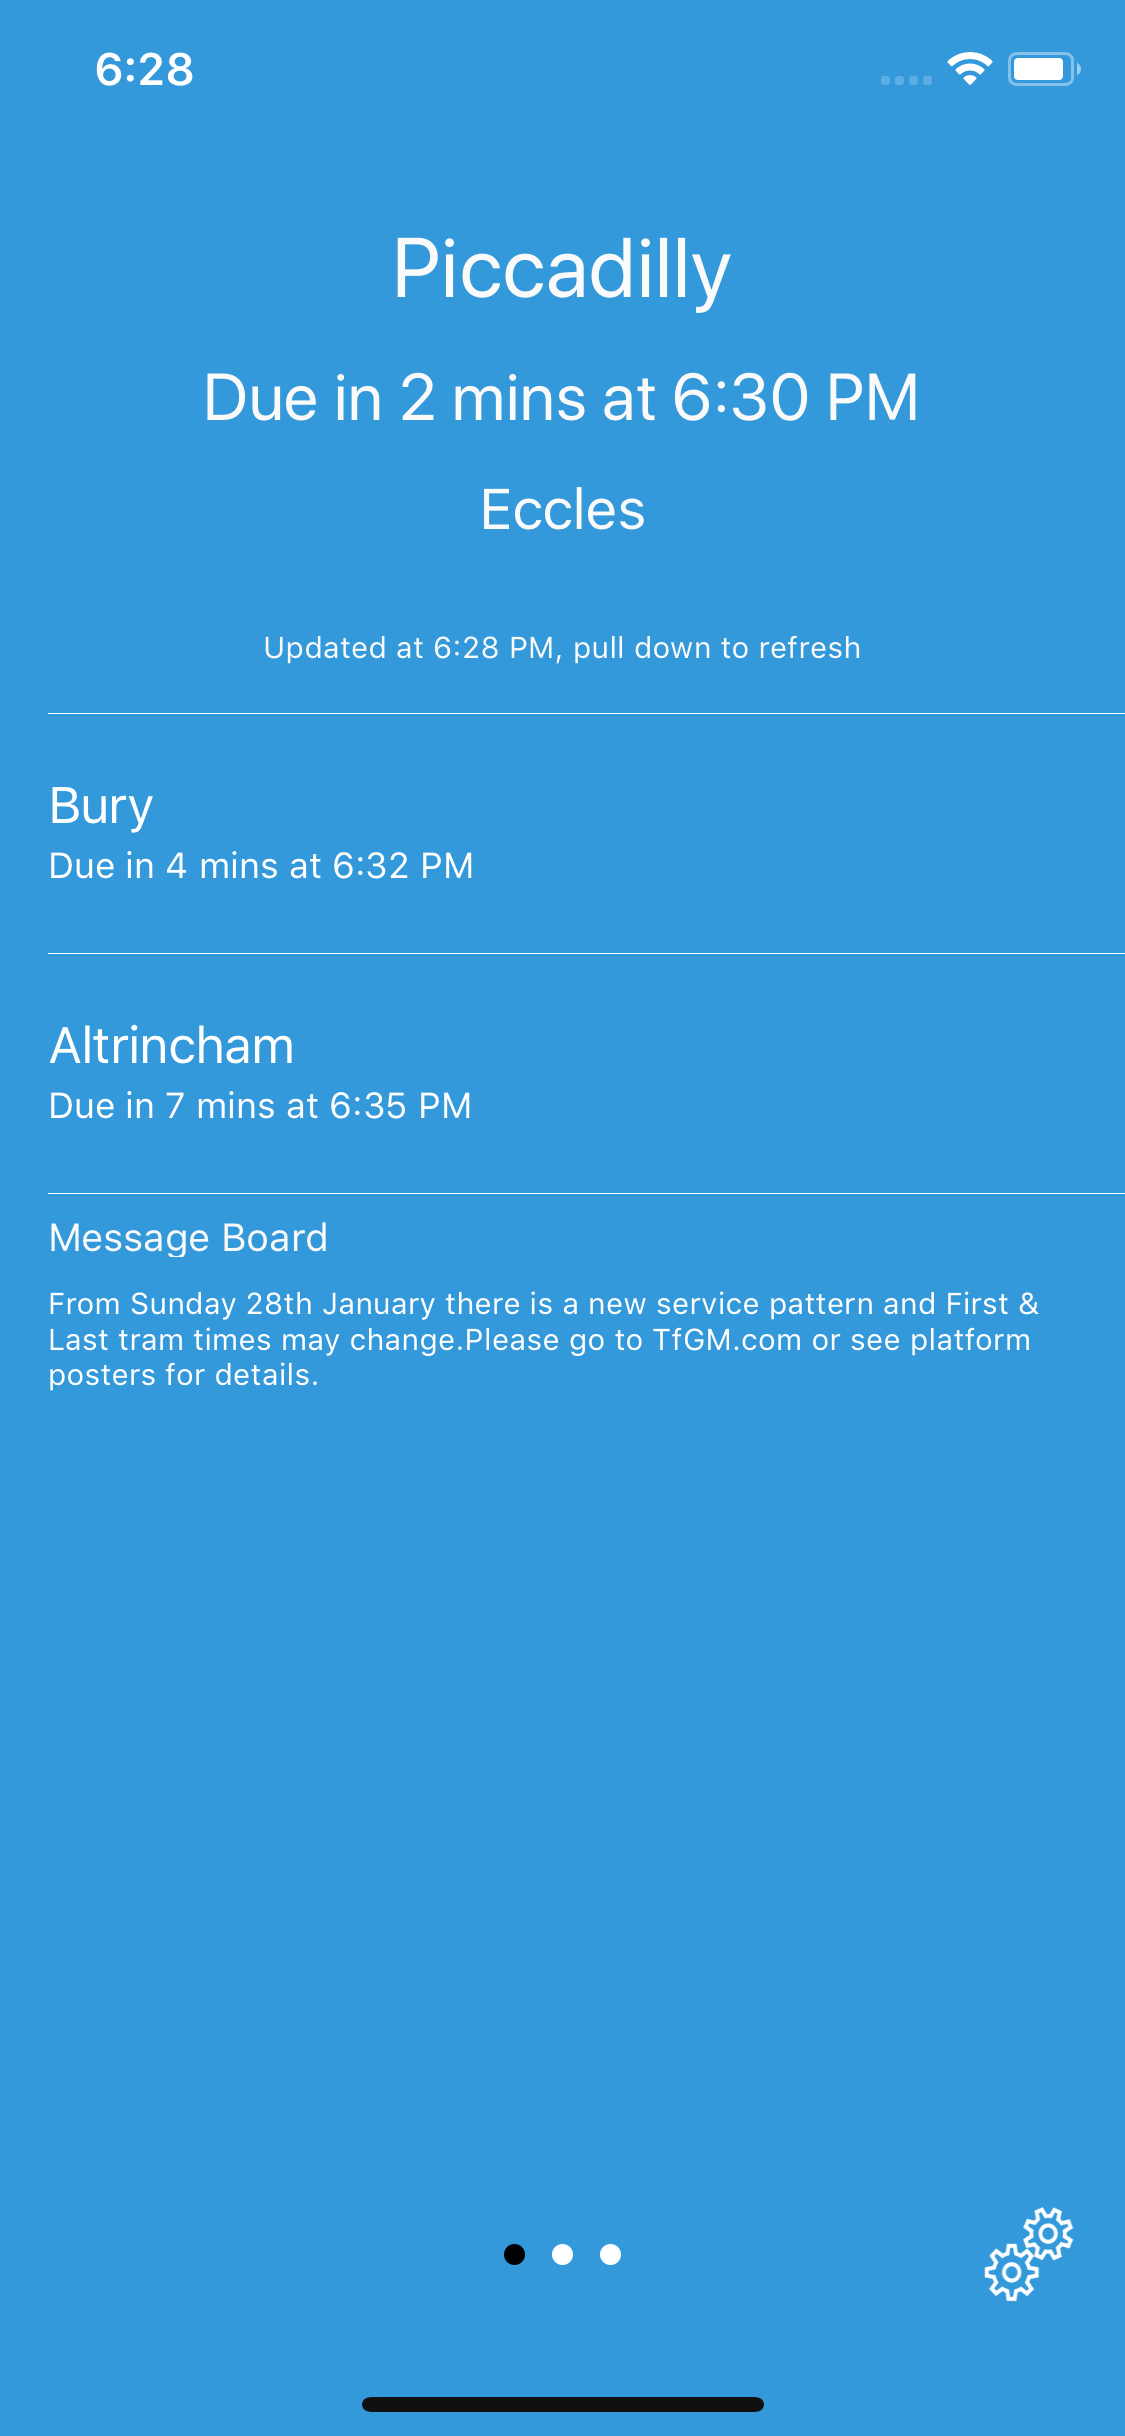 6:28
Piccadilly
Due in 2 mins at 6:30 PM
Eccles
Updated at 6:28 PM, pull down to refresh
Bury
Due in 4 mins at 6:32 PM
Altrincham
Due in 7 mins at 6:35 PM
Message Board
From Sunday 28th January there is a new service pattern and First &
Last tram times may change.Please go to TfGM.com or see platform
posters for details.